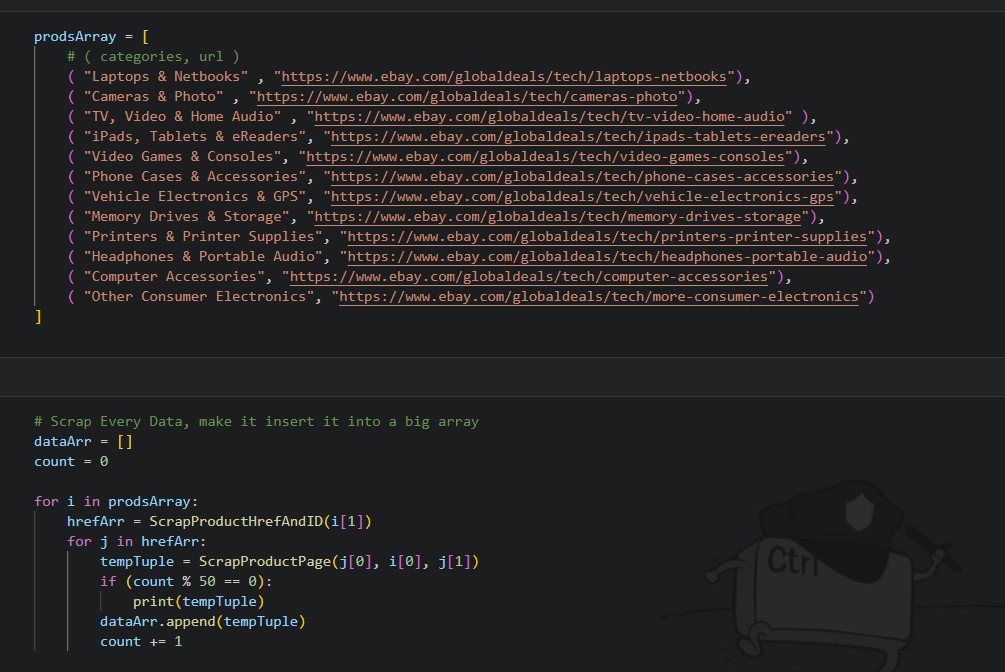 prodsArray = [
# ( categories, url )
( "Laptops & Netbooks" , "https://www.ebay.com/globaldeals/tech/laptops-netbooks"),
( "Cameras & Photo" , "https://www.ebay.com/globaldeals/tech/cameras-photo"),
( "TV, Video & Home Audio" , "https://www.ebay.com/globaldeals/tech/tv-video-home-audio" ),
( "iPads, Tablets & eReaders", "https://www.ebay.com/globaldeals/tech/ipads-tablets-ereaders"),
( "Video Games & Consoles", "https://www.ebay.com/globaldeals/tech/video-games-consoles"),
( "Phone Cases & Accessories", "https://www.ebay.com/globaldeals/tech/phone-cases-accessories"),
( "Vehicle Electronics & GPS", "https://www.ebay.com/globaldeals/tech/vehicle-electronics-gps"),
( "Memory Drives & Storage", "https://www.ebay.com/globaldeals/tech/memory-drives-storage"),
( "Printers & Printer Supplies", "https://www.ebay.com/globaldeals/tech/printers-printer-supplies"),
( "Headphones & Portable Audio", "https://www.ebay.com/globaldeals/tech/headphones-portable-audio"),
( "Computer Accessories", "https://www.ebay.com/globaldeals/tech/computer-accessories"),
( "Other Consumer Electronics", "https://www.ebay.com/globaldeals/tech/more-consumer-electronics")
]
# Scrap Every Data, make it insert it into a big array
dataArr = []
count = 0
for i in prodsArray:
hrefArr = ScrapProductHrefAndID(i[1])
for j in hrefArr:
tempTuple = ScrapProductPage(j[0], i[0], j[1])
if (count % 50 == 0):
print(tempTuple)
dataArr.append(tempTuple)
count += 1
Ctrl